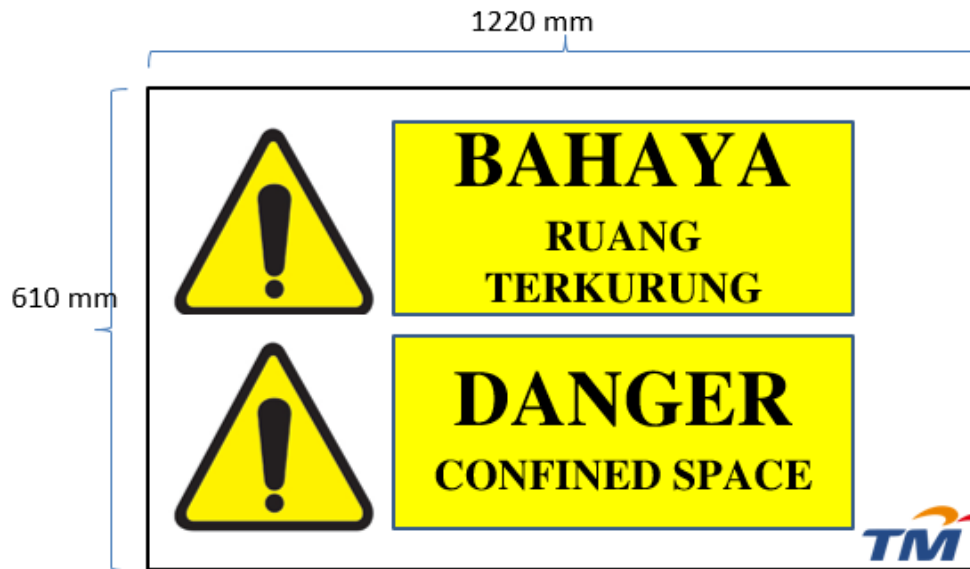 1220 mm
610 mm
BAHAYA
RUANG
TERKURUNG
DANGER
CONFINED SPACE
TM